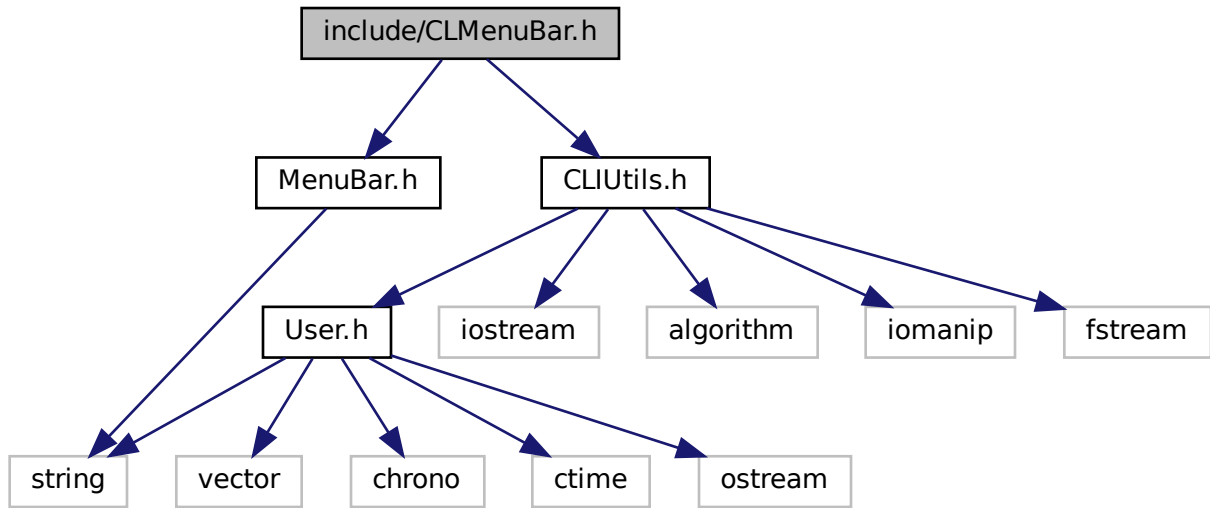 include/CLMenuBar.h
MenuBar.h
CLIUtils.h
User.h
iostream
algorithm
iomanip
fstream
string
vector
chrono
ctime
ostream